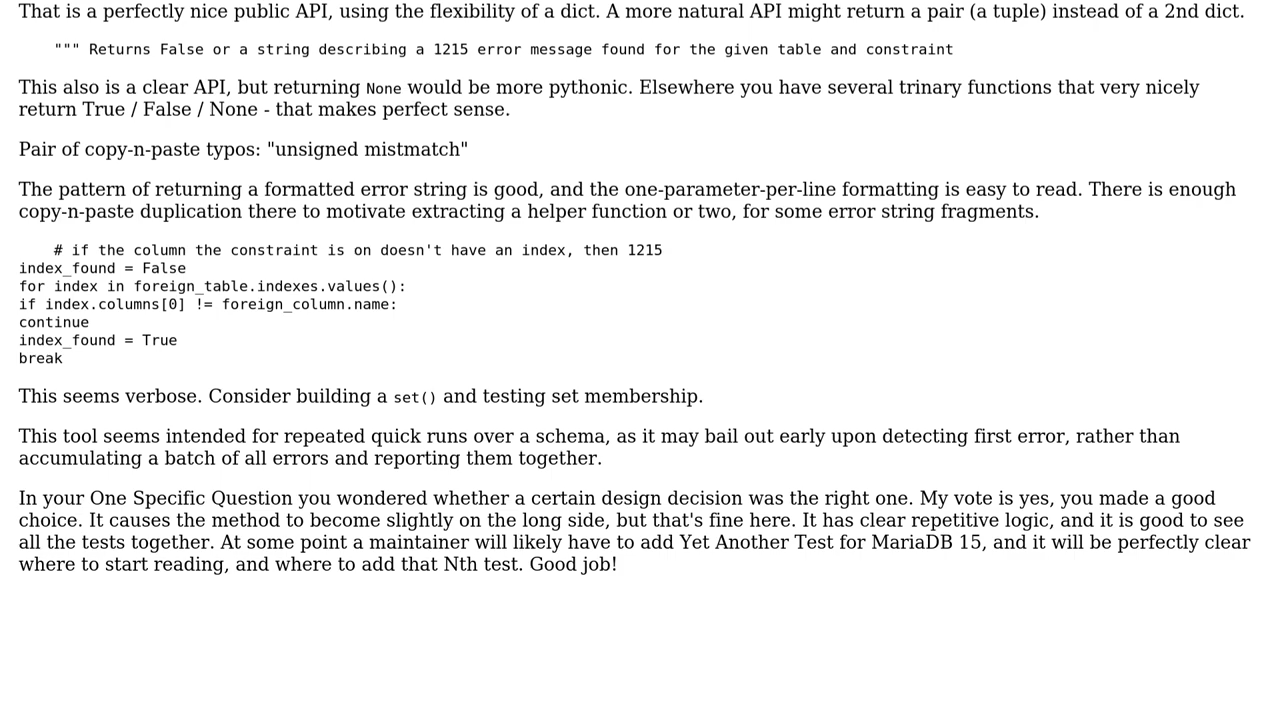 That is a perfectly nice public API, using the flexibility of a dict. A more natural API might return a pair (a tuple) instead of a 2nd dict.
""" Returns False or a string describing a 1215 error message found for the given table and constraint
This also is a clear API, but returning None would be more pythonic. Elsewhere you have several trinary functions that very nicely
return True / False / None - that makes perfect sense.
Pair of copy-n-paste typos: "unsigned mistmatch"
The pattern of returning a formatted error string is good, and the one-parameter-per-line formatting is easy to read. There is enough
copy-n-paste duplication there to motivate extracting a helper function or two, for some error string fragments.
# if the column the constraint is on doesn't have an index, then 1215
index_found = False
for index in foreign_table.indexes.values():
if index.columns[0] != foreign_column.name:
continue
index_found = True
break
This seems verbose. Consider building a set() and testing set membership.
This tool seems intended for repeated quick runs over a schema, as it may bail out early upon detecting first error, rather than
accumulating a batch of all errors and reporting them together.
In your One Specific Question you wondered whether a certain design decision was the right one. My vote is yes, you made a good
choice. It causes the method to become slightly on the long side, but that's fine here. It has clear repetitive logic, and it is good to see
all the tests together. At some point a maintainer will likely have to add Yet Another Test for MariaDB 15, and it will be perfectly clear
where to start reading, and where to add that Nth test. Good job!